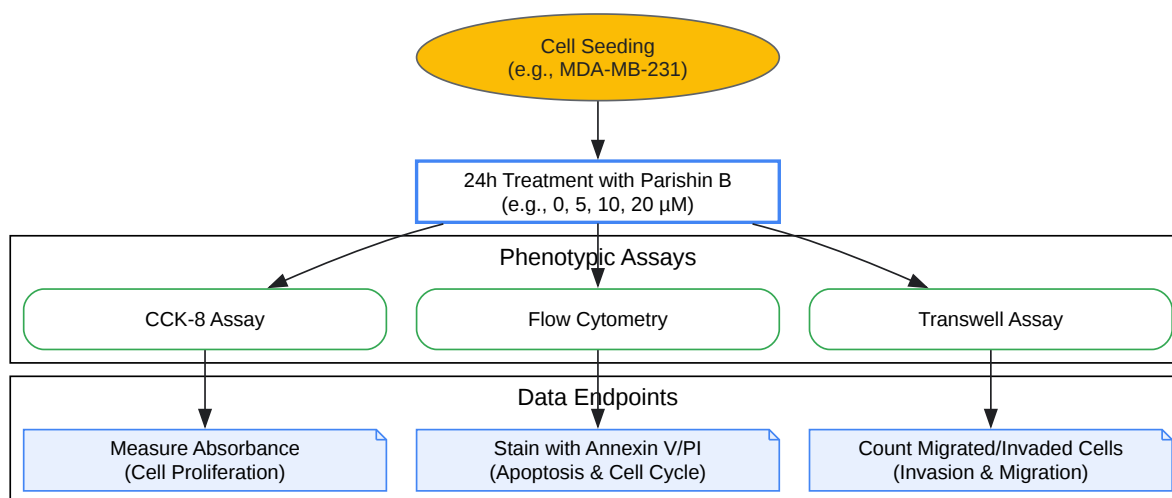 Cell Seeding
(e.g., MDA-MB-231)
24h Treatment with Parishin B
(e.g., 0, 5, 10, 20 µM)
Phenotypic Assays
CCK-8 Assay
Flow Cytometry
Transwell Assay
Data Endpoints
Measure Absorbance
(Cell Proliferation)
Stain with Annexin V/PI
(Apoptosis & Cell Cycle)
Count Migrated/Invaded Cells
(Invasion & Migration)